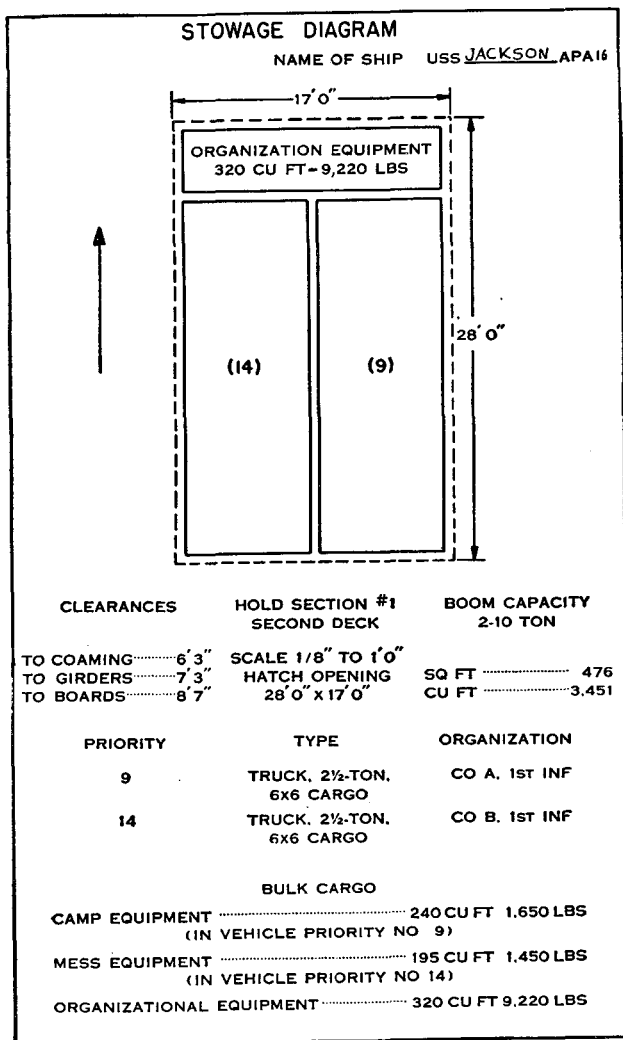 STOWAGE DIAGRAM
NAME OF SHIP USS JACKSON APA16
17'0"
ORGANIZATION EQUIPMENT
320 CU FT-9,220 LBS
28'0"
(14) (9)
CLEARANCES
TO COAMING 6'3"
TO GIRDERS 7'3"
TO BOARDS 8'7"
HOLD SECTION #1
SECOND DECK
SCALE 1/8" TO 1'0"
HATCH OPENING
28'0" X 17'0"
BOOM CAPACITY
2-10 TON
SQ FT 476
CU FT 3,451
PRIORITY TYPE ORGANIZATION
9 TRUCK, 2½-TON, CO A, 1ST INF
6X6 CARGO
14 TRUCK, 2½-TON, CO B, 1ST INF
6X6 CARGO
BULK CARGO
CAMP EQUIPMENT 240 CU FT 1,650 LBS
(IN VEHICLE PRIORITY NO 9)
MESS EQUIPMENT 195 CU FT 1,450 LBS
(IN VEHICLE PRIORITY NO 14)
ORGANIZATIONAL EQUIPMENT 320 CU FT 9,220 LBS